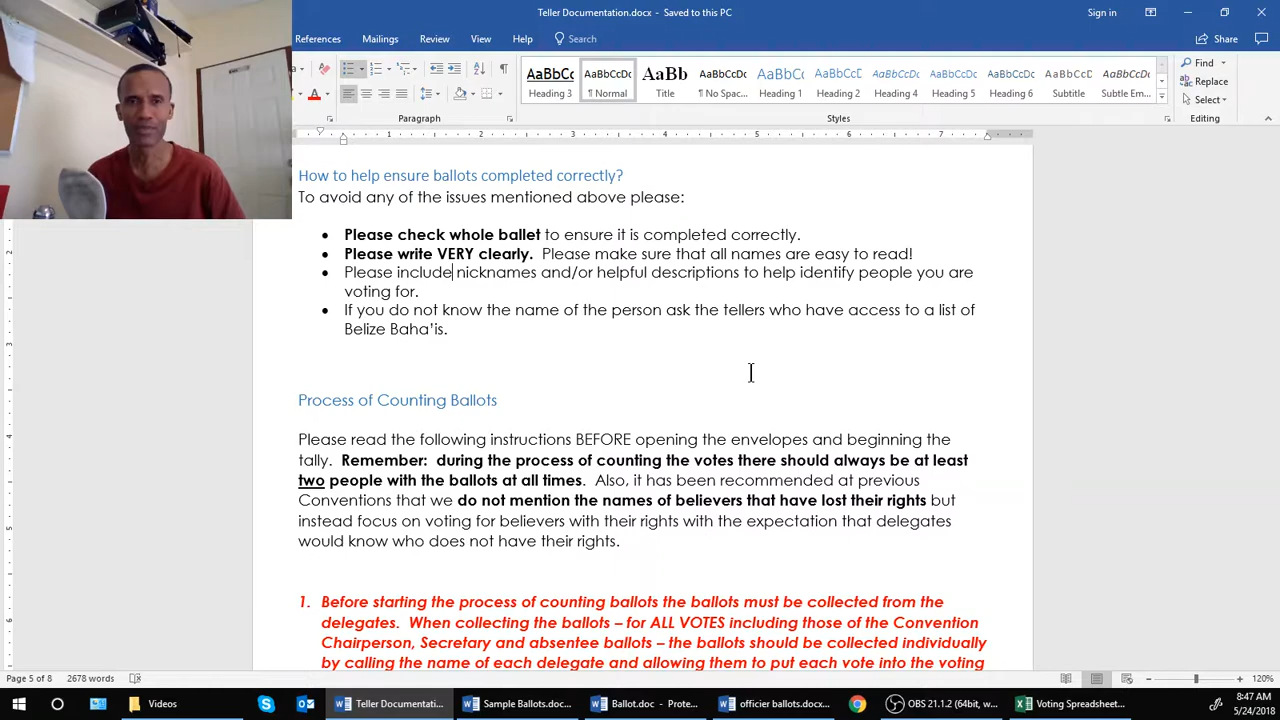 Teller Documentation.docx - Saved to this PC
Sign in
References Mailings Review View Help Search
Share
AaBbCc AaBbCcDc AaBb AaBbCcDc AaBbCc AaBbCcDc AaBbCcDc AaBbCcDc AaBbCcDc AaBbCcDc AaBbCcDc
Heading 3 ¶ Normal Title ¶ No Spac... Heading 1 Heading 2 Heading 4 Heading 5 Heading 6 Subtitle Subtle Em...
Find
Replace
Select
Paragraph Styles Editing
1 2 3 4 5 6 7
How to help ensure ballots completed correctly?
To avoid any of the issues mentioned above please:
• Please check whole ballet to ensure it is completed correctly.
• Please write VERY clearly. Please make sure that all names are easy to read!
• Please include nicknames and/or helpful descriptions to help identify people you are
voting for.
• If you do not know the name of the person ask the tellers who have access to a list of
Belize Baha'is.
Process of Counting Ballots
Please read the following instructions BEFORE opening the envelopes and beginning the
tally. Remember: during the process of counting the votes there should always be at least
two people with the ballots at all times. Also, it has been recommended at previous
Conventions that we do not mention the names of believers that have lost their rights but
instead focus on voting for believers with their rights with the expectation that delegates
would know who does not have their rights.
1. Before starting the process of counting ballots the ballots must be collected from the
delegates. When collecting the ballots – for ALL VOTES including those of the Convention
Chairperson, Secretary and absentee ballots – the ballots should be collected individually
by calling the name of each delegate and allowing them to put each vote into the voting
Page 5 of 8 2678 words
120%
Videos
Teller Documentati...
Sample Ballots.doc...
Ballot.doc - Prote...
officier ballots.docx...
OBS 21.1.2 (64bit, w...
Voting Spreadsheet...
8:47 AM
5/24/2018